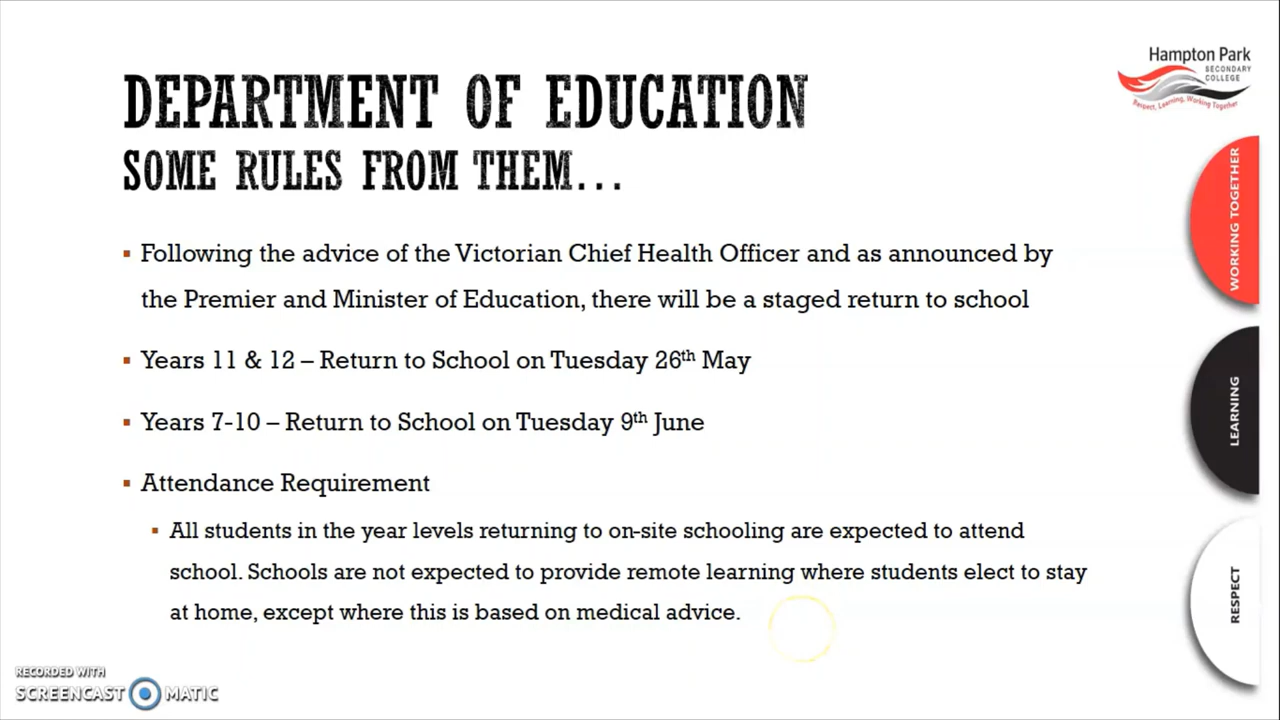 Hampton Park
SECONDARY
COLLEGE
Respect, Learning, Working Together
DEPARTMENT OF EDUCATION
SOME RULES FROM THEM...
▪ Following the advice of the Victorian Chief Health Officer and as announced by
the Premier and Minister of Education, there will be a staged return to school
▪ Years 11 & 12 – Return to School on Tuesday 26th May
▪ Years 7-10 – Return to School on Tuesday 9th June
▪ Attendance Requirement
▪ All students in the year levels returning to on-site schooling are expected to attend
school. Schools are not expected to provide remote learning where students elect to stay
at home, except where this is based on medical advice.
WORKING TOGETHER
LEARNING
RESPECT
RECORDED WITH
SCREENCAST MATIC